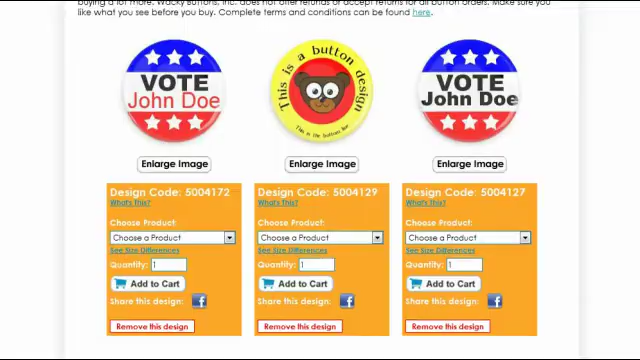 buying a lot more. Wacky Buttons, Inc. does not offer refunds or accept returns for all button orders. Make sure you
like what you see before you buy. Complete terms and conditions can be found here.
VOTE
John Doe
This is a button design
This is the button
VOTE
John Doe
Enlarge Image
Enlarge Image
Enlarge Image
Design Code: 5004172
What's This?
Choose Product:
Choose a Product
See Size Differences
Quantity: 1
Add to Cart
Share this design: f
Remove this design
Design Code: 5004129
What's This?
Choose Product:
Choose a Product
See Size Differences
Quantity: 1
Add to Cart
Share this design: f
Remove this design
Design Code: 5004127
What's This?
Choose Product:
Choose a Product
See Size Differences
Quantity: 1
Add to Cart
Share this design: f
Remove this design